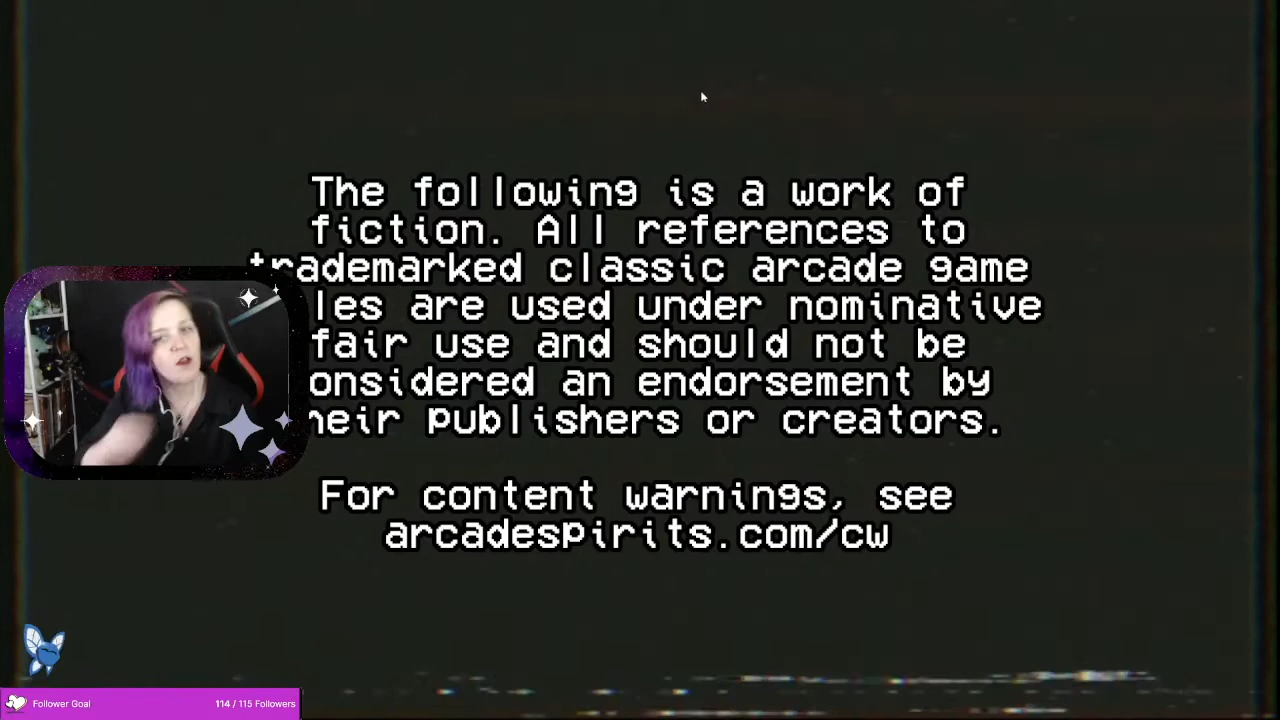 The following is a work of
fiction. All references to
trademarked classic arcade game
les are used under nominative
fair use and should not be
onsidered an endorsement by
heir publishers or creators.
For content warnings, see
arcadespirits.com/cw
Follower Goal 114 / 115 Followers